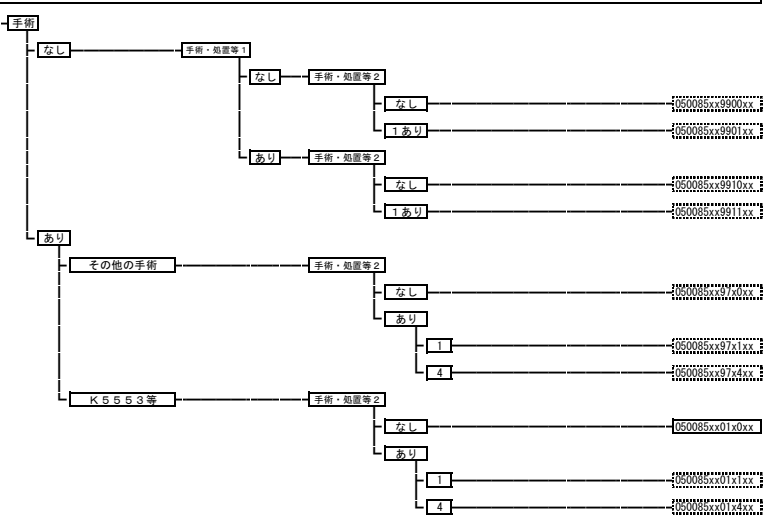 手術
なし 手術・処置等1
なし 手術・処置等2
なし 050085xx9900xx
1あり 050085xx9901xx
あり 手術・処置等2
なし 050085xx9910xx
1あり 050085xx9911xx
あり
その他の手術 手術・処置等2
なし 050085xx97x0xx
あり
1 050085xx97x1xx
4 050085xx97x4xx
K5553等 手術・処置等2
なし 050085xx01x0xx
あり
1 050085xx01x1xx
4 050085xx01x4xx